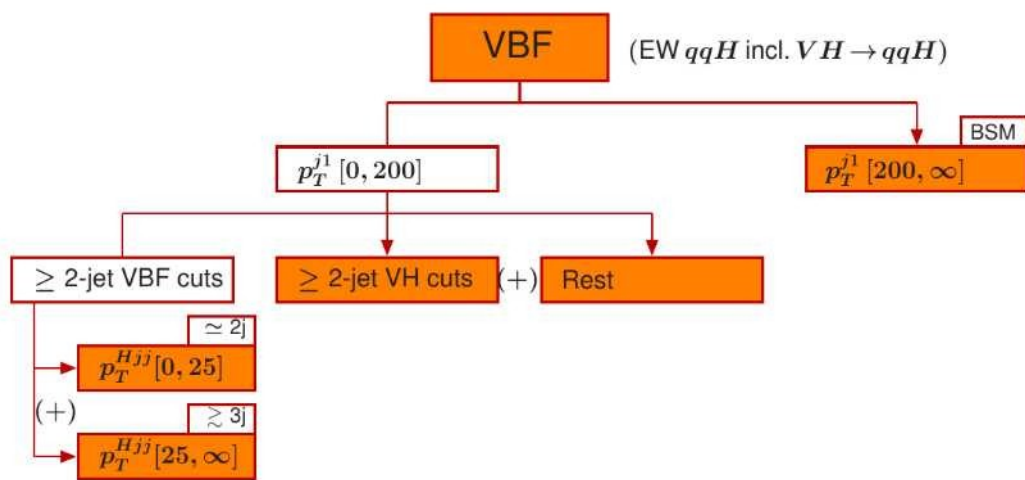 VBF (EW qqH incl. VH → qqH)
BSM
p_T^{j1} [0, 200]
p_T^{j1} [200, ∞]
≥ 2-jet VBF cuts
≥ 2-jet VH cuts
(+)
Rest
≃ 2j
p_T^{Hjj} [0, 25]
(+)
≳ 3j
p_T^{Hjj} [25, ∞]